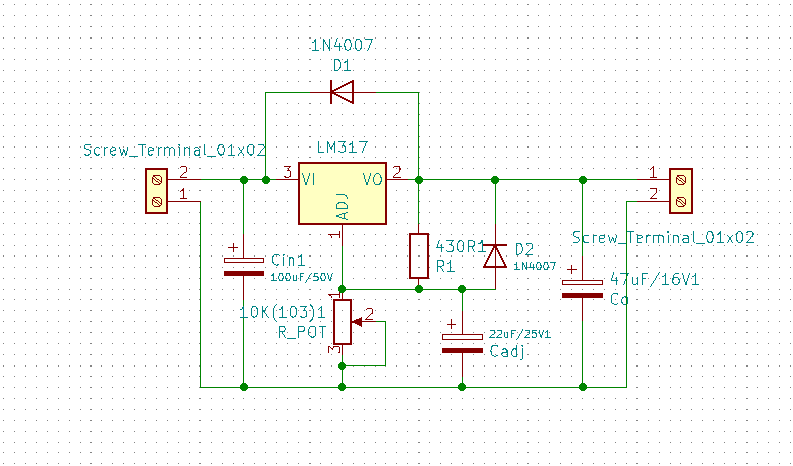 1N4007
D1
Screw_Terminal_01x02
LM317
2
1
3
VI
VO
2
ADJ
1
1
2
Screw_Terminal_01x02
+
Cin1
100uF/50V
430R1
R1
D2
1N4007
+
47uF/16V1
Co
1
10K(103)1
R_POT
2
3
+
22uF/25V1
Cadj